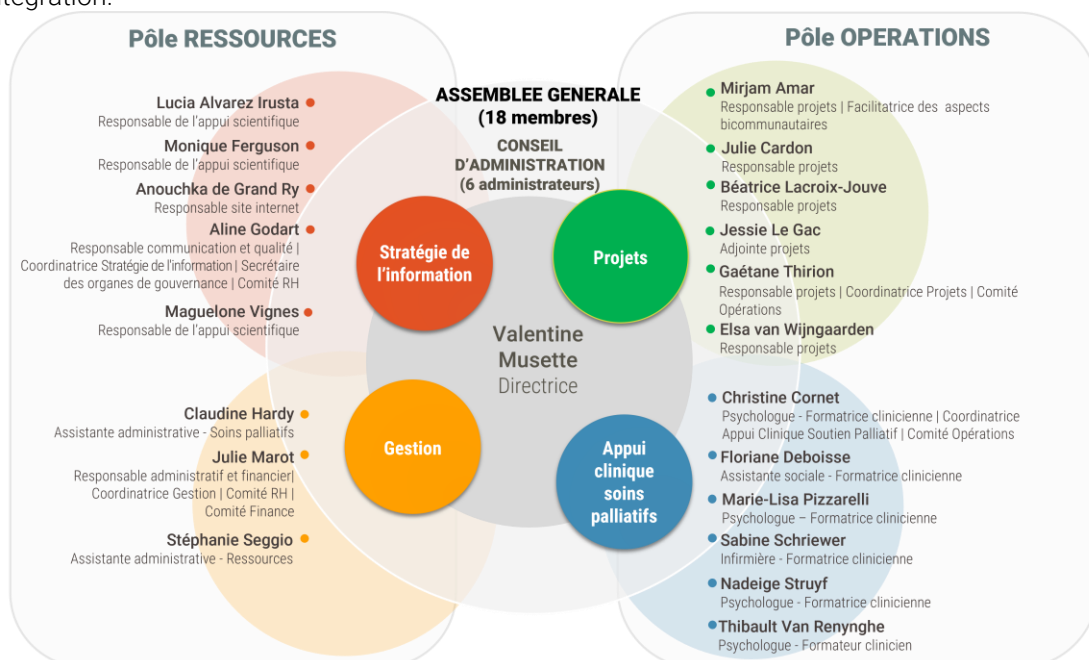 ntégration.
Pôle RESSOURCES
Lucia Alvarez Irusta
Responsable de l'appui scientifique
Monique Ferguson
Responsable de l'appui scientifique
Anouchka de Grand Ry
Responsable site internet
Aline Godart
Responsable communication et qualité |
Coordinatrice Stratégie de l'information | Secrétaire
des organes de gouvernance | Comité RH
Maguelone Vignes
Responsable de l'appui scientifique
Claudine Hardy
Assistante administrative - Soins palliatifs
Julie Marot
Responsable administratif et financier|
Coordinatrice Gestion | Comité RH |
Comité Finance
Stéphanie Seggio
Assistante administrative - Ressources
ASSEMBLEE GENERALE
(18 membres)
CONSEIL
D'ADMINISTRATION
(6 administrateurs)
Stratégie de
l'information
Projets
Valentine
Musette
Directrice
Gestion
Appui
clinique
soins
palliatifs
Pôle OPERATIONS
Mirjam Amar
Responsable projets | Facilitatrice des aspects
bicommunautaires
Julie Cardon
Responsable projets
Béatrice Lacroix-Jouve
Responsable projets
Jessie Le Gac
Adjointe projets
Gaétane Thirion
Responsable projets | Coordinatrice Projets | Comité
Opérations
Elsa van Wijngaarden
Responsable projets
Christine Cornet
Psychologue - Formatrice clinicienne | Coordinatrice
Appui Clinique Soutien Palliatif | Comité Opérations
Floriane Deboisse
Assistante sociale - Formatrice clinicienne
Marie-Lisa Pizzarelli
Psychologue – Formatrice clinicienne
Sabine Schriewer
Infirmière - Formatrice clinicienne
Nadeige Struyf
Psychologue - Formatrice clinicienne
Thibault Van Renynghe
Psychologue - Formateur clinicien